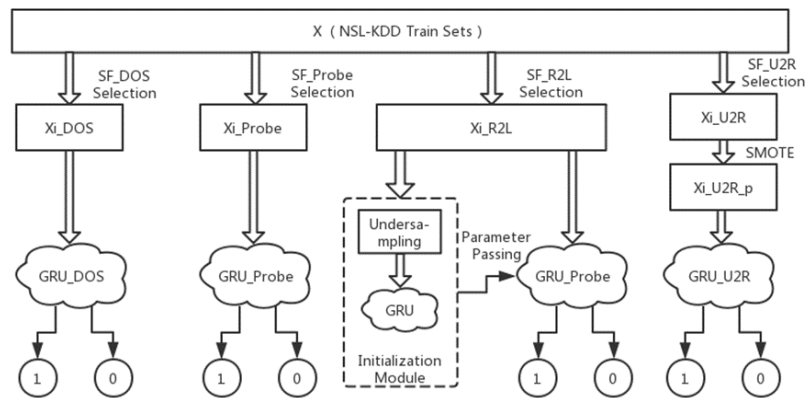 X ( NSL-KDD Train Sets )
SF_DOS
Selection
SF_Probe
Selection
SF_R2L
Selection
SF_U2R
Selection
Xi_DOS
Xi_Probe
Xi_R2L
Xi_U2R
SMOTE
Xi_U2R_p
Undersa-
mpling
Parameter
Passing
GRU_DOS
GRU_Probe
GRU
GRU_Probe
GRU_U2R
Initialization
Module
1
0
1
0
1
0
1
0